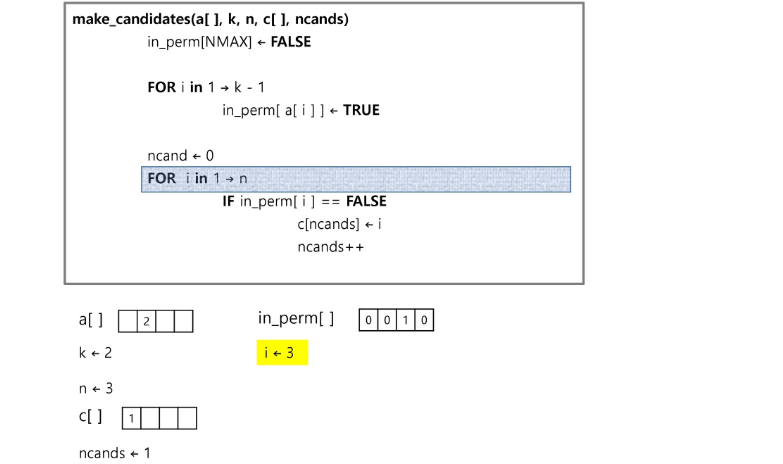 make_candidates(a[ ], k, n, c[ ], ncands)
in_perm[NMAX] ← FALSE
FOR i in 1 → k - 1
in_perm[ a[ i ] ] ← TRUE
ncand ← 0
FOR i in 1 → n
IF in_perm[ i ] == FALSE
c[ncands] ← i
ncands++
a[ ] 2 in_perm[ ] 0 0 1 0
k ← 2 i ← 3
n ← 3
c[ ] 1
ncands ← 1